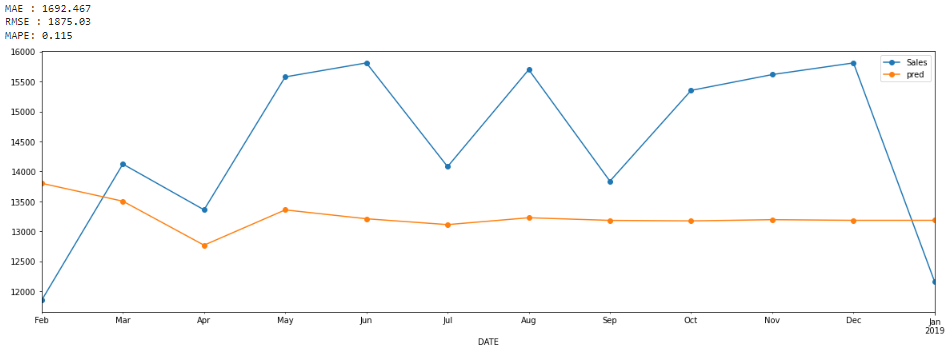 MAE : 1692.467
RMSE : 1875.03
MAPE: 0.115
16000
15500
15000
14500
14000
13500
13000
12500
12000
Sales
pred
Feb Mar Apr May Jun Jul Aug Sep Oct Nov Dec Jan
2019
DATE